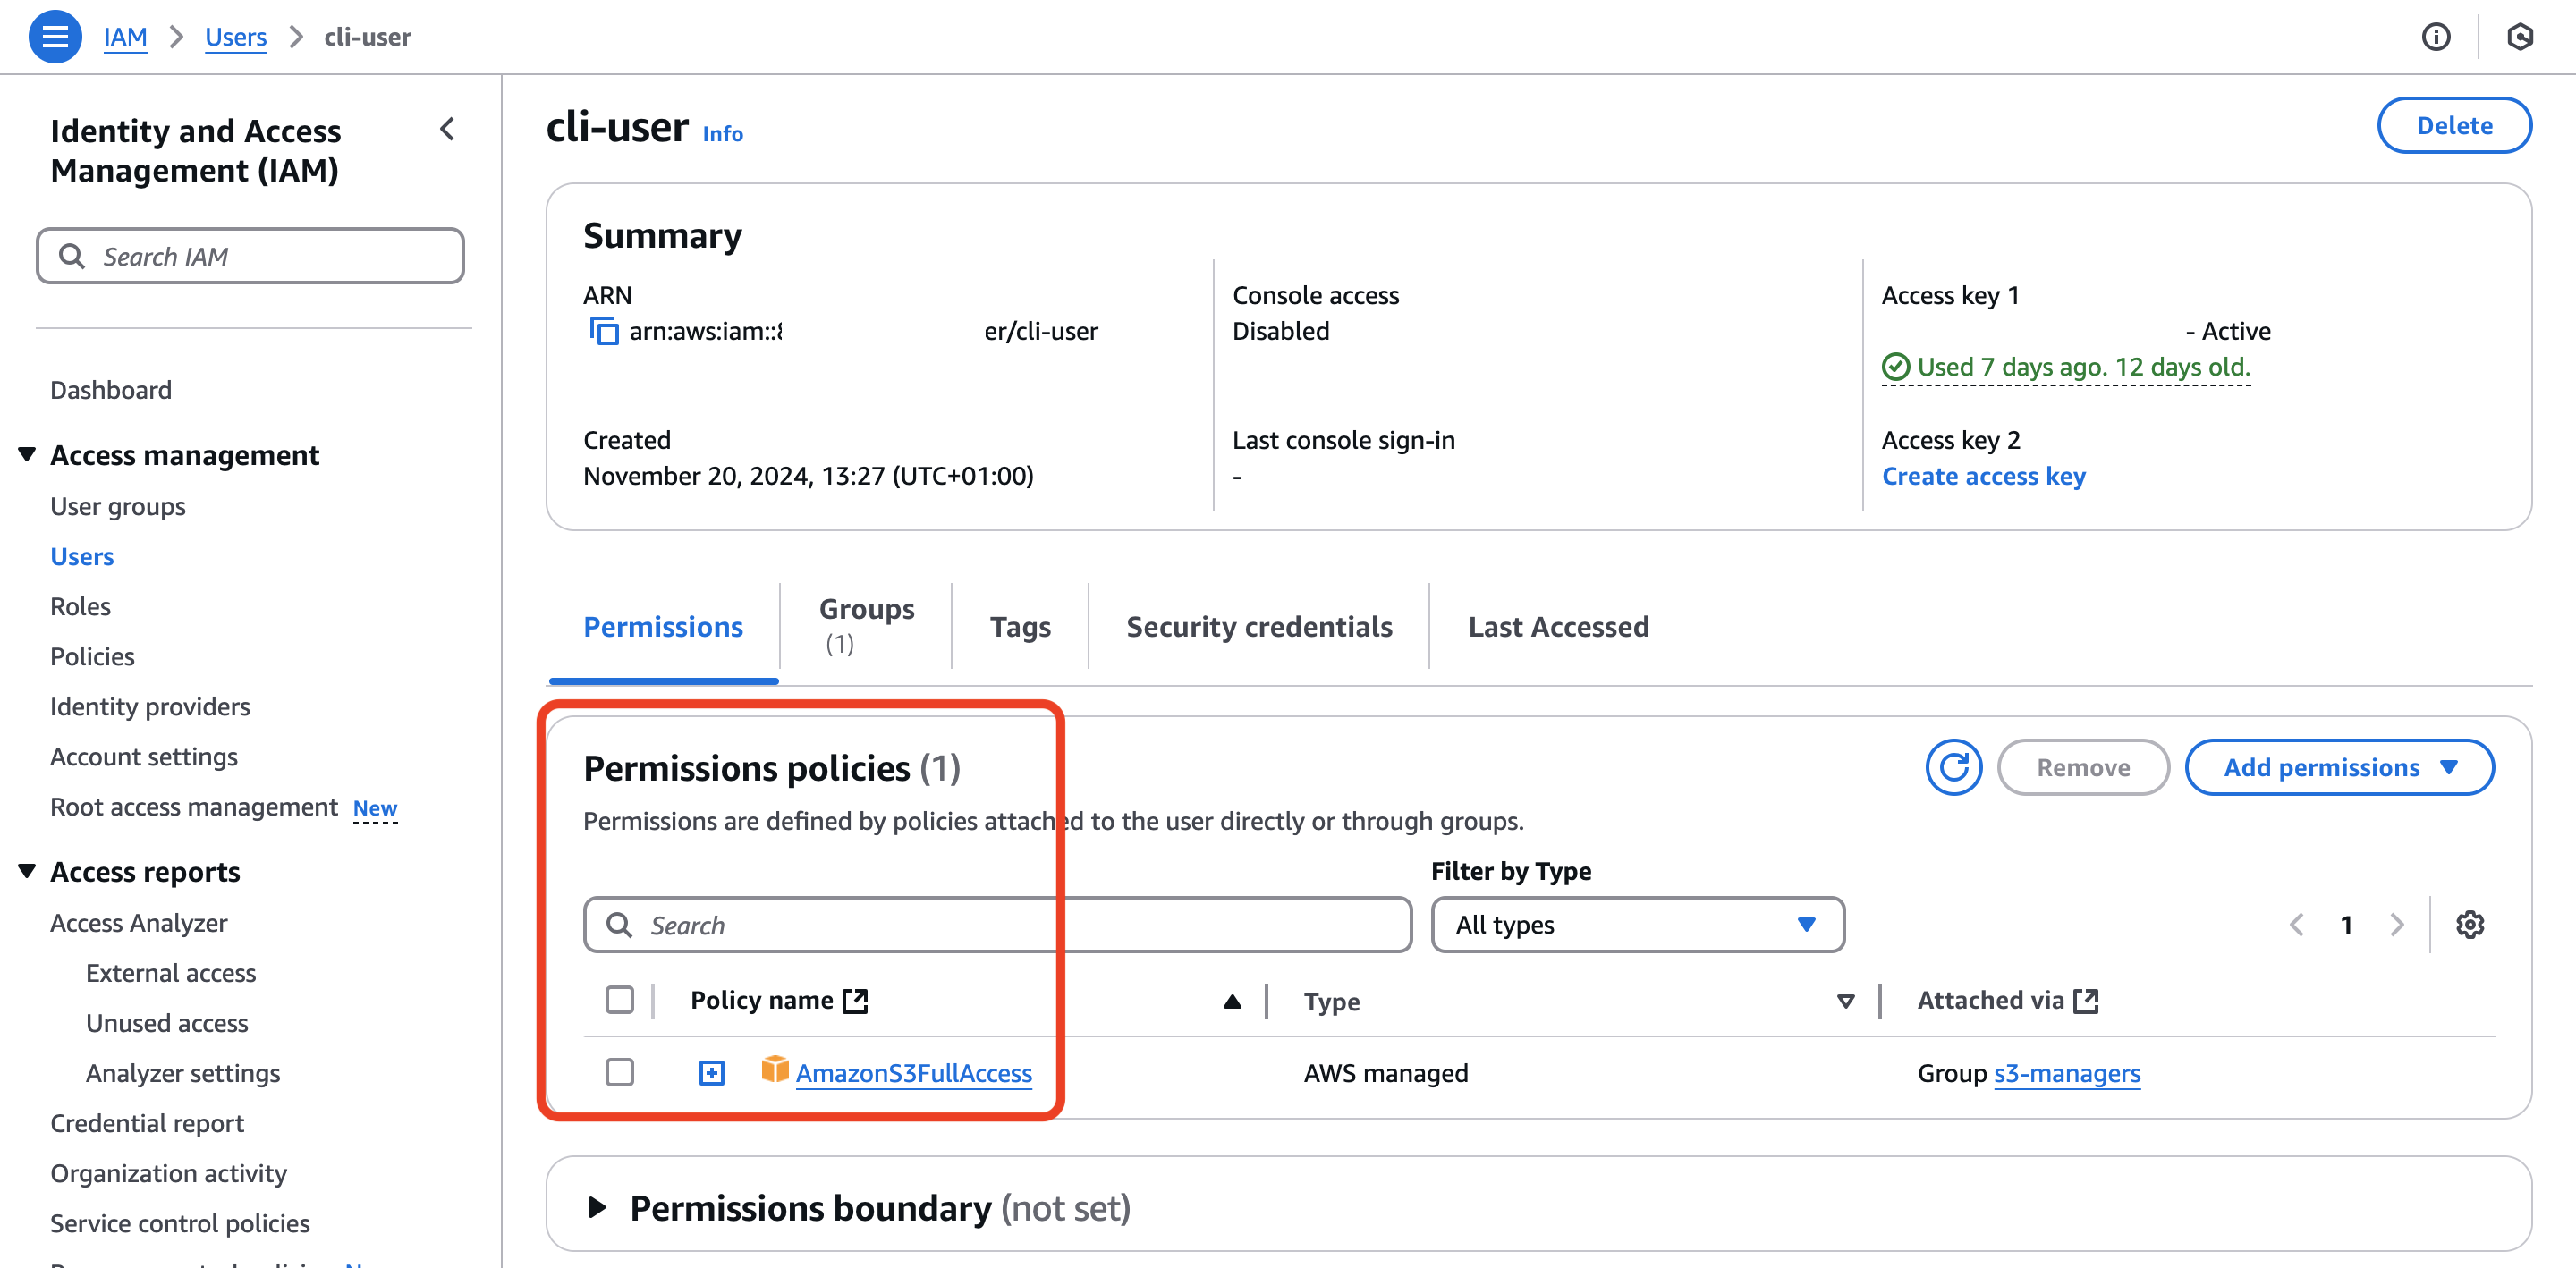 IAM > Users > cli-user
Identity and Access
Management (IAM)
Search IAM
Dashboard
Access management
User groups
Users
Roles
Policies
Identity providers
Account settings
Root access management New
Access reports
Access Analyzer
External access
Unused access
Analyzer settings
Credential report
Organization activity
Service control policies
cli-user Info
Delete
Summary
ARN
arn:aws:iam:: er/cli-user
Created
November 20, 2024, 13:27 (UTC+01:00)
Console access
Disabled
Last console sign-in
-
Access key 1
- Active
Used 7 days ago. 12 days old.
Access key 2
Create access key
Permissions
Groups
(1)
Tags
Security credentials
Last Accessed
Permissions policies (1)
Remove
Add permissions
Permissions are defined by policies attached to the user directly or through groups.
Filter by Type
Search
All types
1
Policy name
Type
Attached via
AmazonS3FullAccess
AWS managed
Group s3-managers
Permissions boundary (not set)